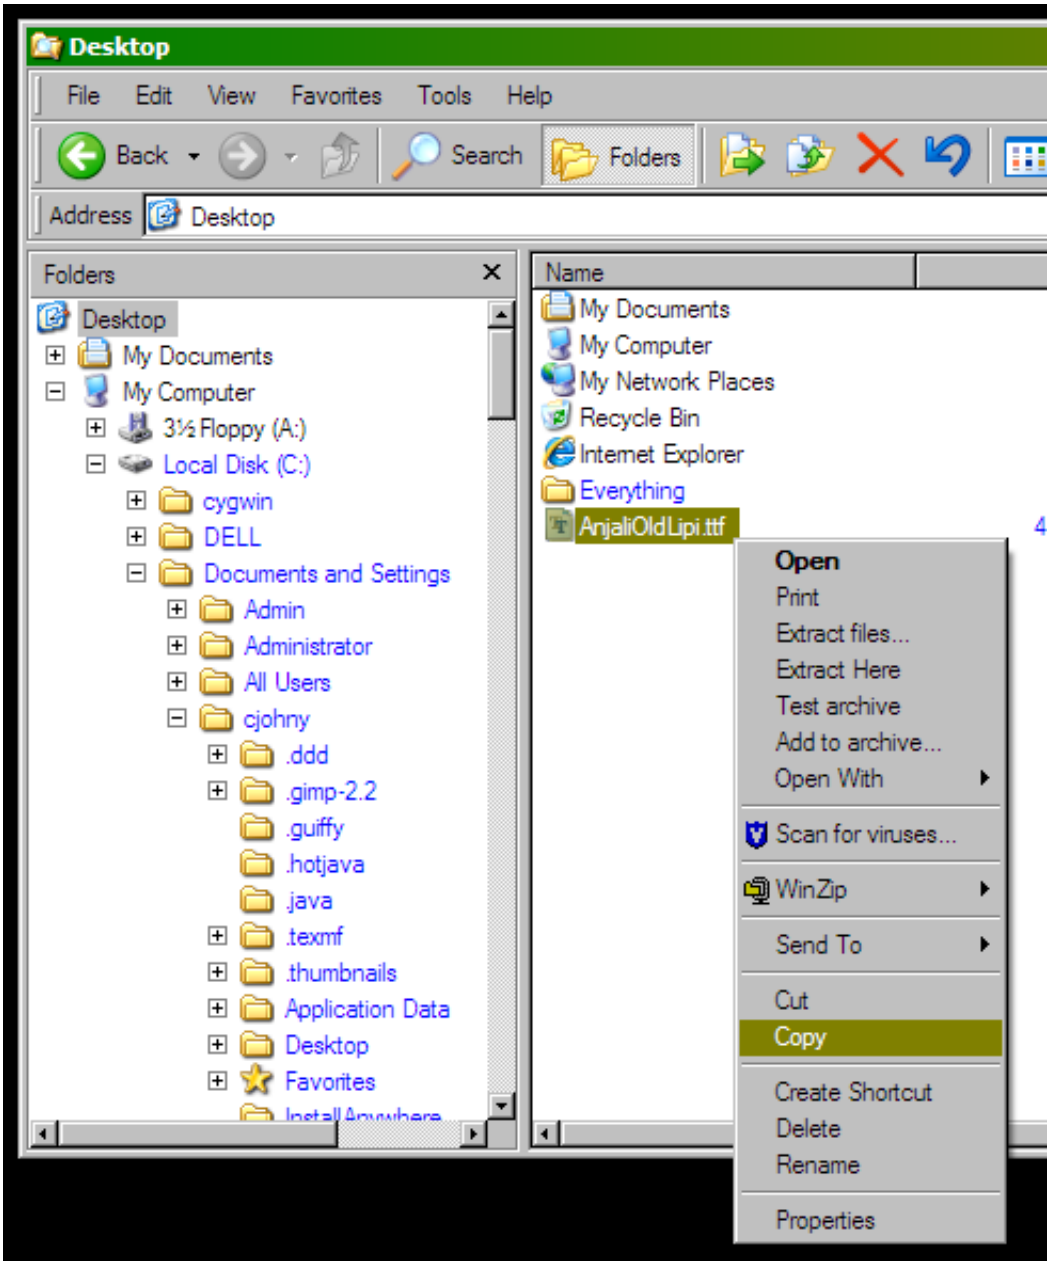 Desktop
File Edit View Favorites Tools Help
Back Search Folders
Address Desktop
Folders
Desktop
My Documents
My Computer
3½ Floppy (A:)
Local Disk (C:)
cygwin
DELL
Documents and Settings
Admin
Administrator
All Users
cjohny
.ddd
.gimp-2.2
.guiffy
.hotjava
.java
.texmf
.thumbnails
Application Data
Desktop
Favorites
InstallAnywhere
Name
My Documents
My Computer
My Network Places
Recycle Bin
Internet Explorer
Everything
AnjaliOldLipi.ttf 4
Open
Print
Extract files...
Extract Here
Test archive
Add to archive...
Open With
Scan for viruses...
WinZip
Send To
Cut
Copy
Create Shortcut
Delete
Rename
Properties